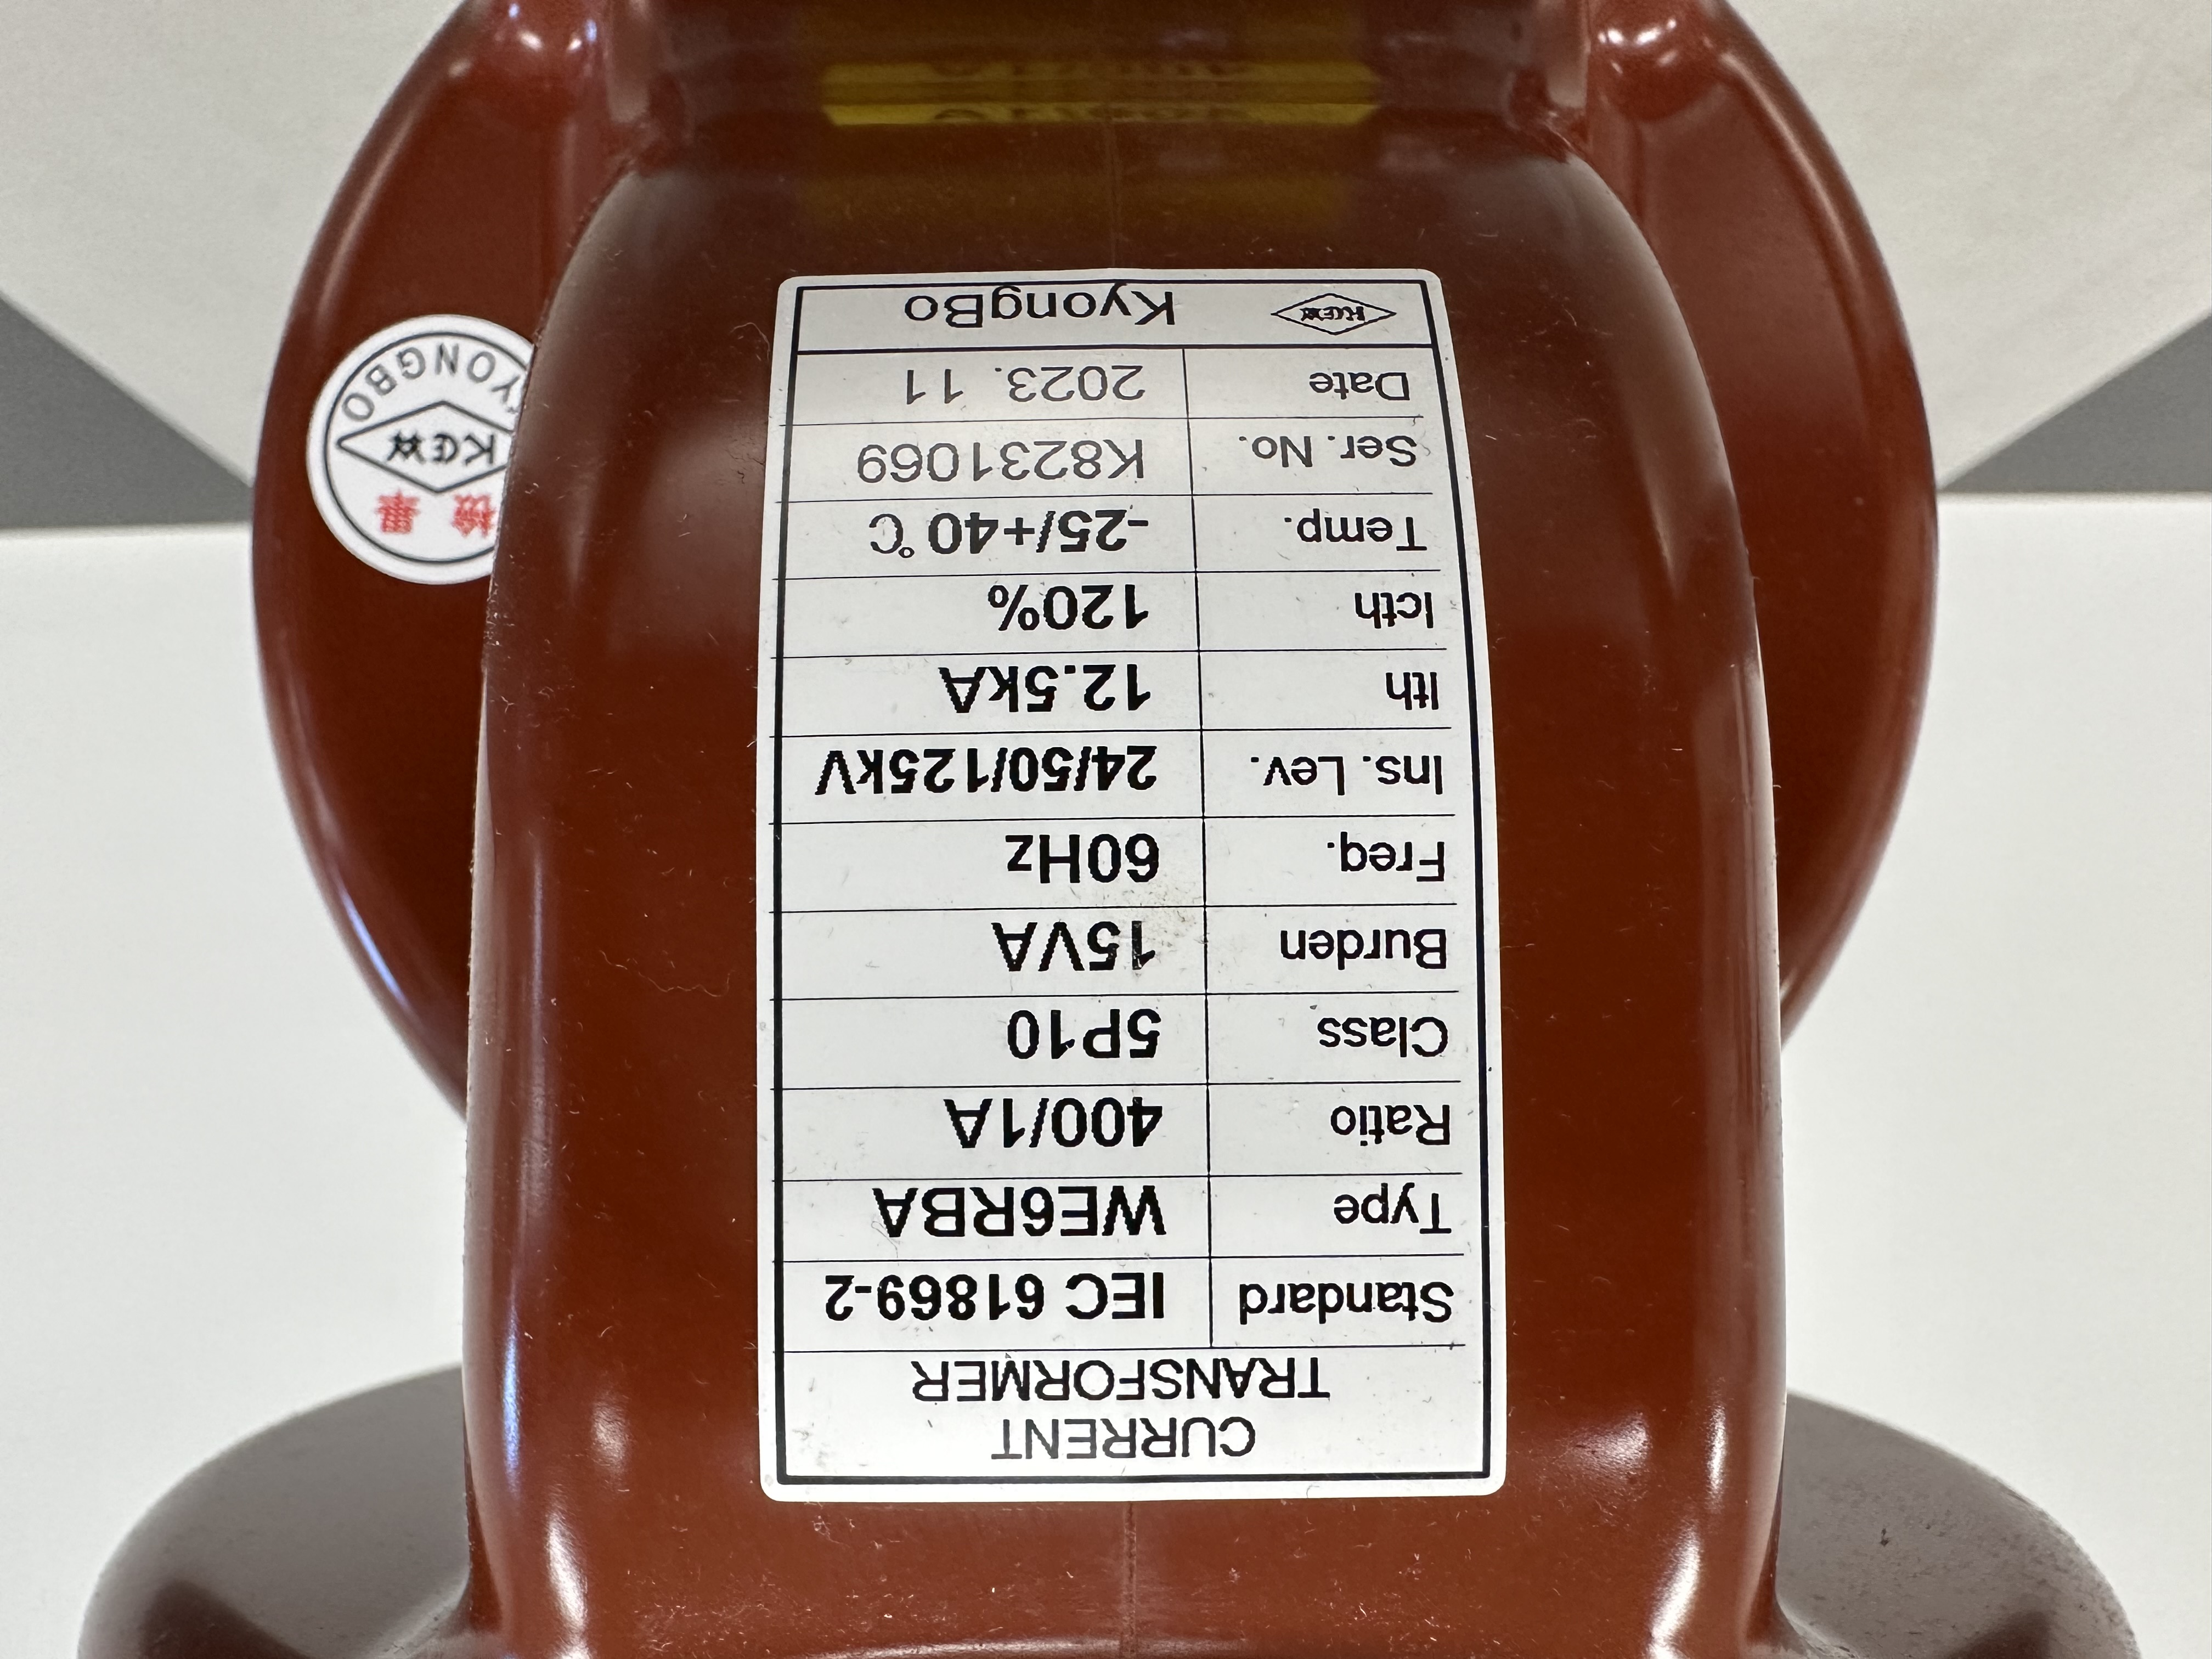 CURRENT
TRANSFORMER
Standard IEC 61869-2
Type WE6RBA
Ratio 400/1A
Class 5P10
Burden 15VA
Freq. 60Hz
Ins. Lev. 24/50/125kV
Ith 12.5kA
Icth 120%
Temp. -25/+40℃
Ser. No. K8231069
Date 2023. 11
KyongBo
檢畢
KYONGBO